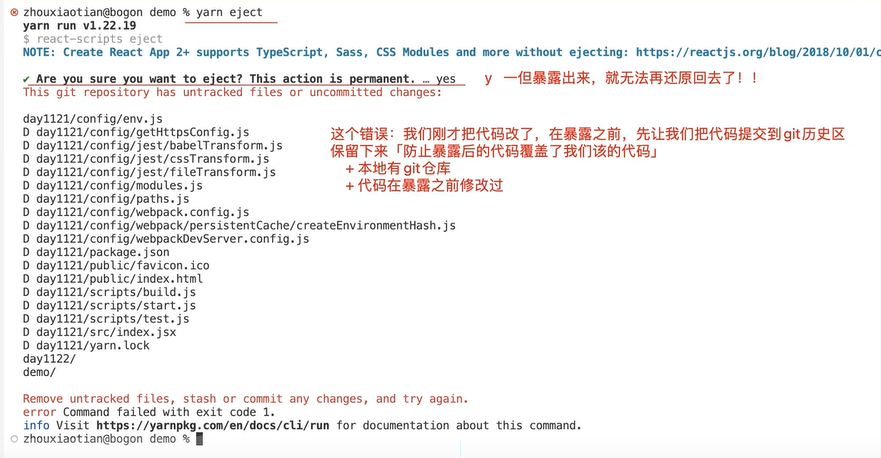 zhouxiaotian@bogon demo % yarn eject
yarn run v1.22.19
$ react-scripts eject
NOTE: Create React App 2+ supports TypeScript, Sass, CSS Modules and more without ejecting: https://reactjs.org/blog/2018/10/01/c
✔ Are you sure you want to eject? This action is permanent. … yes y 一但暴露出来，就无法再还原回去了！！
This git repository has untracked files or uncommitted changes:
day1121/config/env.js
D day1121/config/getHttpsConfig.js 这个错误：我们刚才把代码改了，在暴露之前，先让我们把代码提交到git历史区
D day1121/config/jest/babelTransform.js 保留下来「防止暴露后的代码覆盖了我们该的代码」
D day1121/config/jest/cssTransform.js
D day1121/config/jest/fileTransform.js + 本地有git仓库
D day1121/config/modules.js + 代码在暴露之前修改过
D day1121/config/paths.js
D day1121/config/webpack.config.js
D day1121/config/webpack/persistentCache/createEnvironmentHash.js
D day1121/config/webpackDevServer.config.js
D day1121/package.json
D day1121/public/favicon.ico
D day1121/public/index.html
D day1121/scripts/build.js
D day1121/scripts/start.js
D day1121/scripts/test.js
D day1121/src/index.jsx
D day1121/yarn.lock
day1122/
demo/
Remove untracked files, stash or commit any changes, and try again.
error Command failed with exit code 1.
info Visit https://yarnpkg.com/en/docs/cli/run for documentation about this command.
zhouxiaotian@bogon demo %